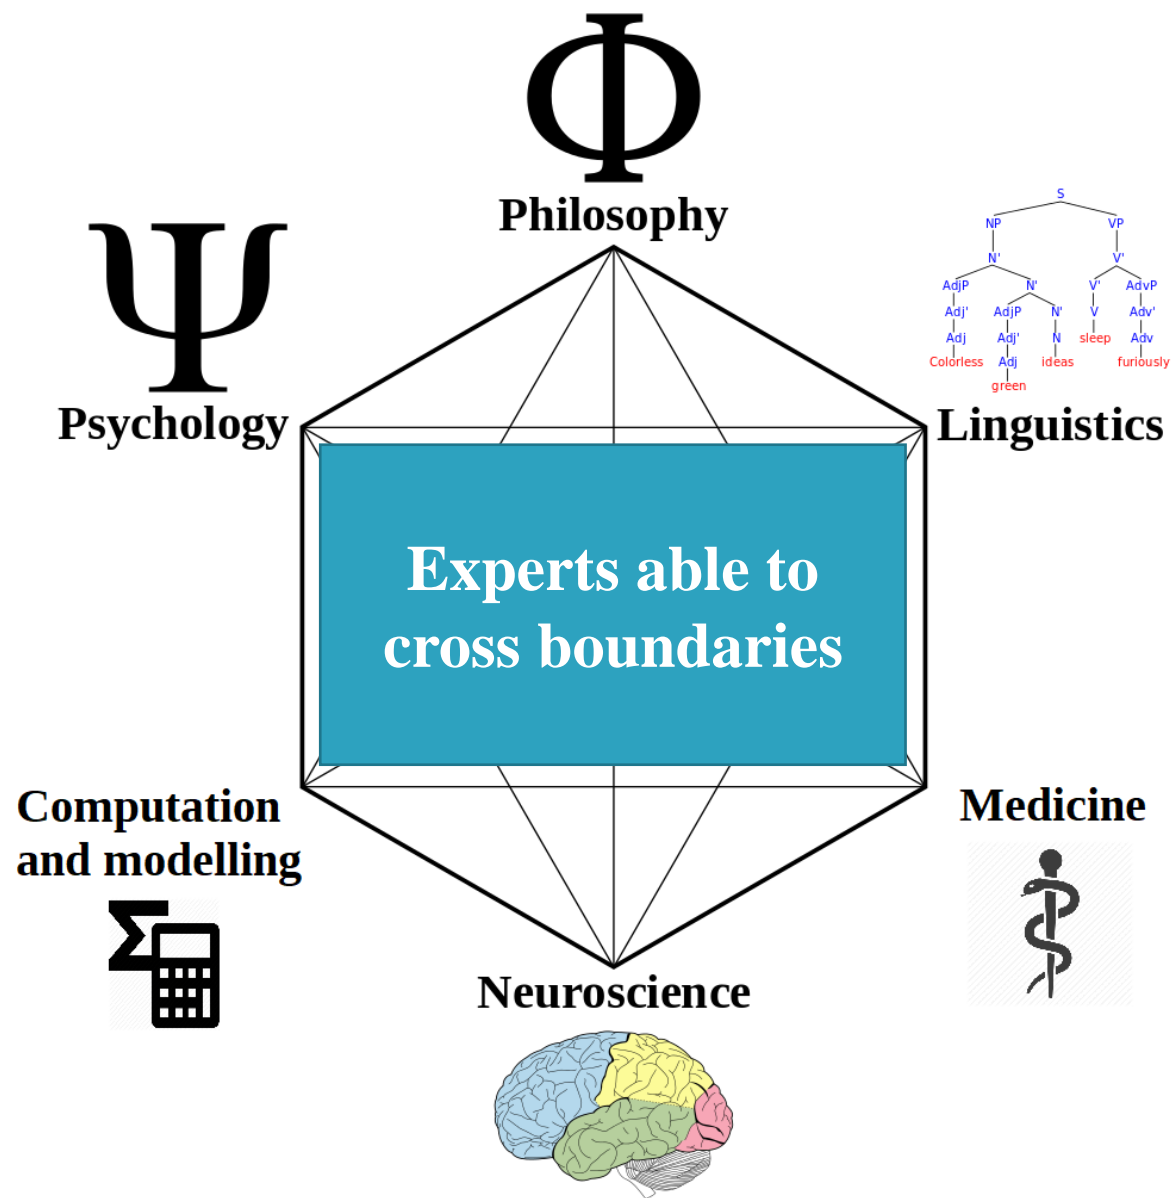 Φ
Philosophy
Ψ
Psychology
S
NP VP
N' V'
AdjP N' V' AdvP
Adj' AdjP N' V Adv'
Adj Adj' N sleep Adv
Colorless Adj ideas furiously
green
Linguistics
Experts able to
cross boundaries
Computation
and modelling
Σ
Medicine
Neuroscience